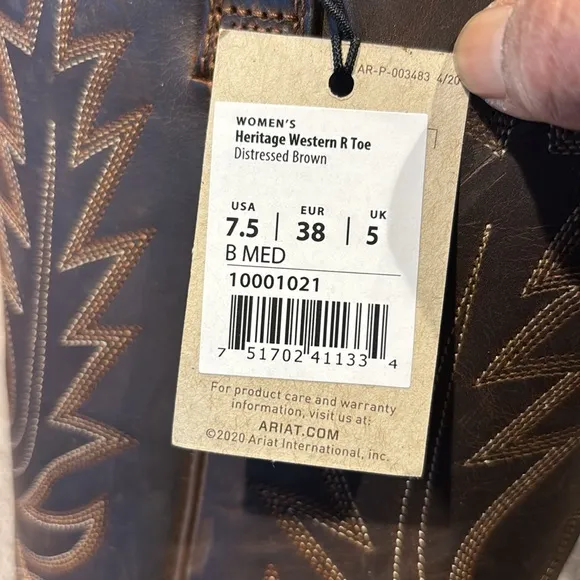 AR-P-003483 4/20
WOMEN'S
Heritage Western R Toe
Distressed Brown
USA EUR UK
7.5 | 38 | 5
B MED
10001021
7 51702 41133 4
For product care and warranty
information, visit us at:
ARIAT.COM
©2020 Ariat International, inc.